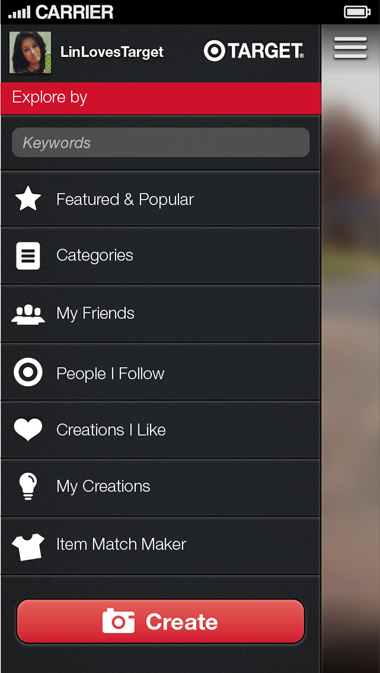 CARRIER
LinLovesTarget
TARGET
Explore by
Keywords
Featured & Popular
Categories
My Friends
People I Follow
Creations I Like
My Creations
Item Match Maker
Create